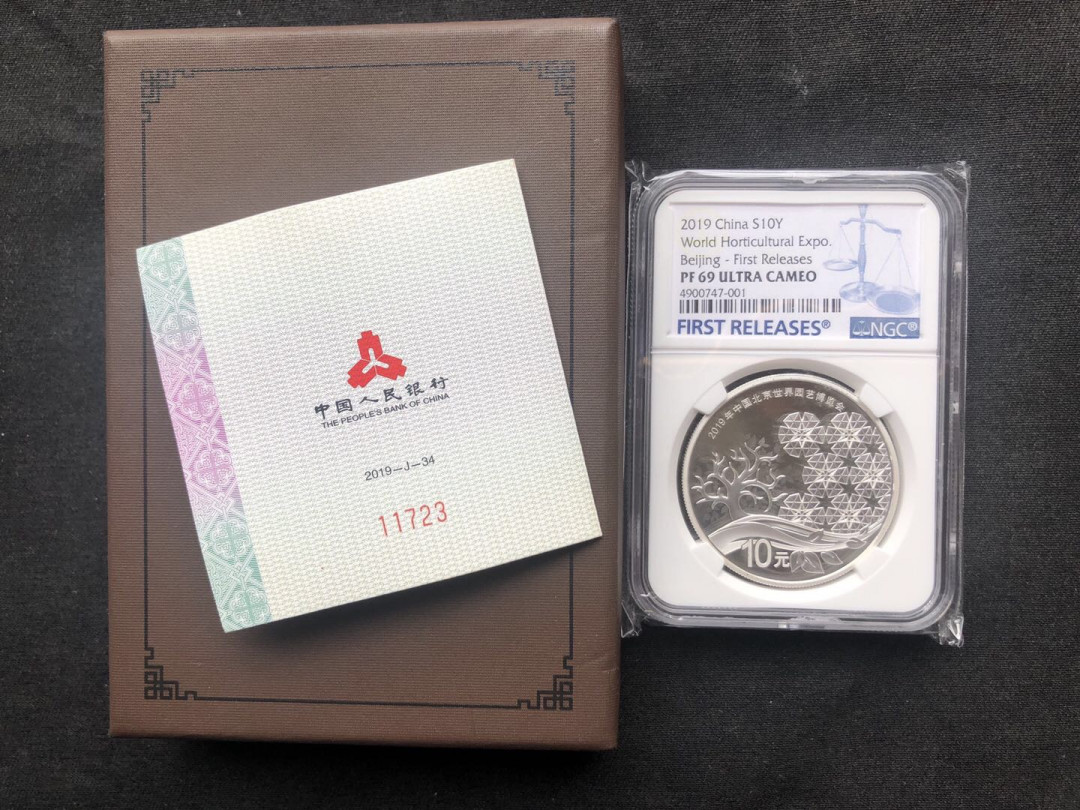 中国人民银行
THE PEOPLE'S BANK OF CHINA
2019-J-34
11723
2019 China S10Y
World Horticultural Expo.
Beijing - First Releases
PF 69 ULTRA CAMEO
4900747-001
FIRST RELEASES®
NGC®
2019年中国北京世界园艺博览会
10元